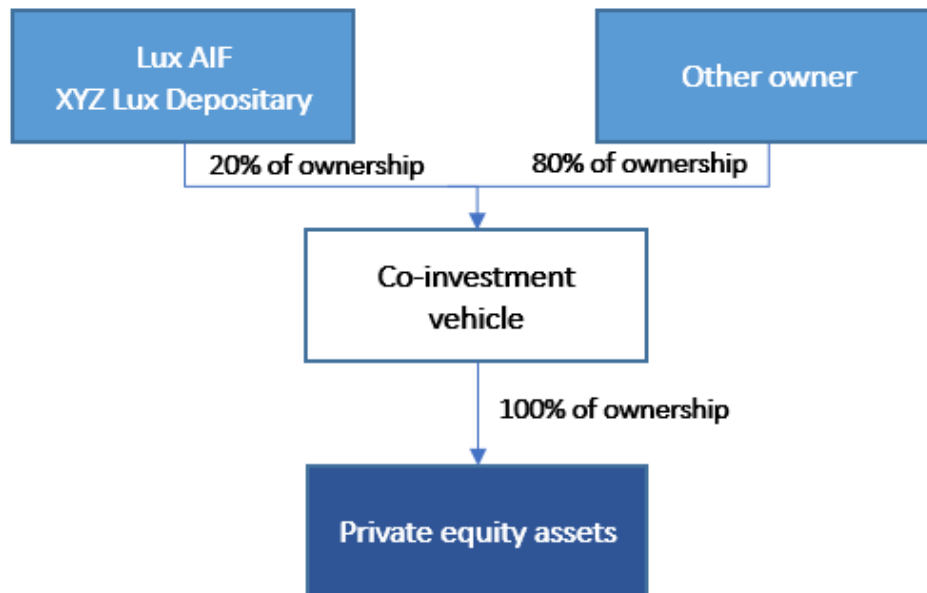 Lux AIF
XYZ Lux Depositary
Other owner
20% of ownership
80% of ownership
Co-investment
vehicle
100% of ownership
Private equity assets